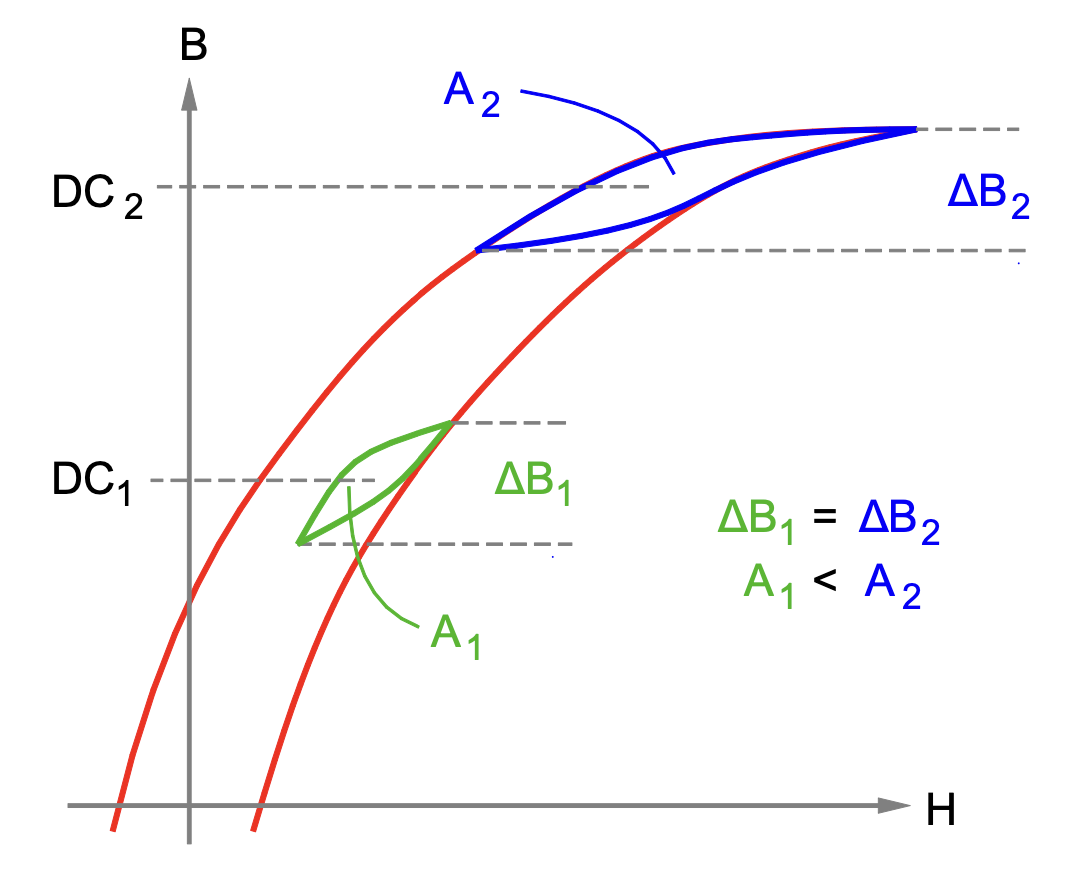 B
A₂
DC₂
ΔB₂
DC₁
ΔB₁
ΔB₁ = ΔB₂
A₁ < A₂
A₁
H